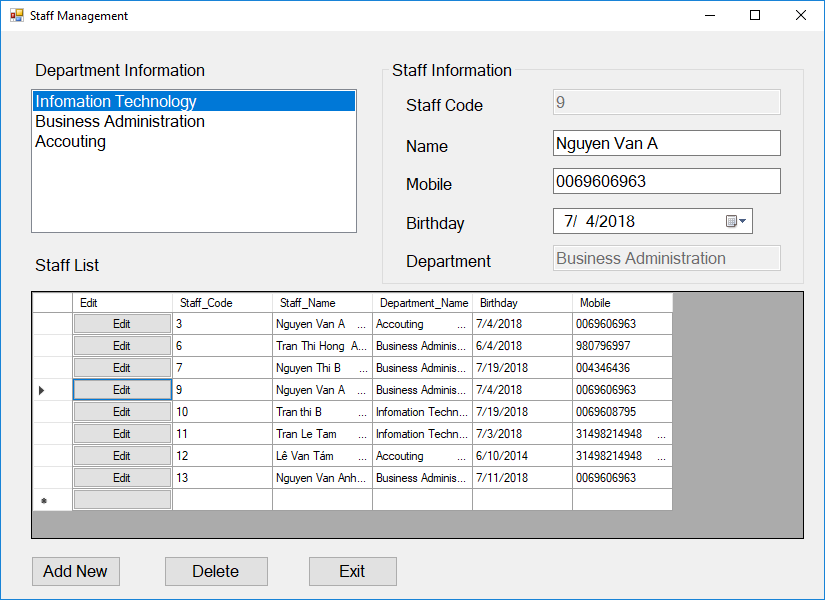 Staff Management
Department Information
Infomation Technology
Business Administration
Accouting
Staff Information
Staff Code 9
Name Nguyen Van A
Mobile 0069606963
Birthday 7/ 4/2018
Department Business Administration
Staff List
Edit Staff_Code Staff_Name Department_Name Birthday Mobile
Edit 3 Nguyen Van A ... Accouting ... 7/4/2018 0069606963
Edit 6 Tran Thi Hong A... Business Adminis... 6/4/2018 980796997
Edit 7 Nguyen Thi B ... Business Adminis... 7/19/2018 004346436
Edit 9 Nguyen Van A ... Business Adminis... 7/4/2018 0069606963
Edit 10 Tran thi B ... Infomation Techn... 7/19/2018 0069608795
Edit 11 Tran Le Tam ... Infomation Techn... 7/3/2018 31498214948 ...
Edit 12 Lê Van Tám ... Accouting ... 6/10/2014 31498214948 ...
Edit 13 Nguyen Van Anh... Business Adminis... 7/11/2018 0069606963
Add New Delete Exit